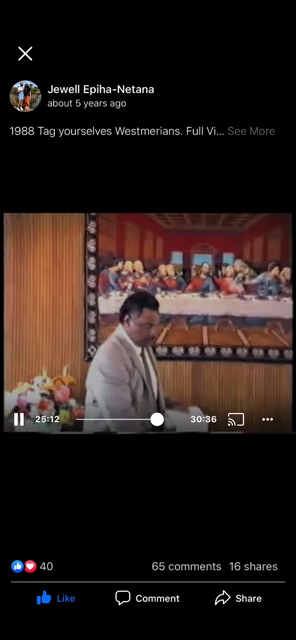 Jewell Epiha-Netana
about 5 years ago
1988 Tag yourselves Westmerians. Full Vi... See More
25:12 30:36
40 65 comments 16 shares
Like Comment Share